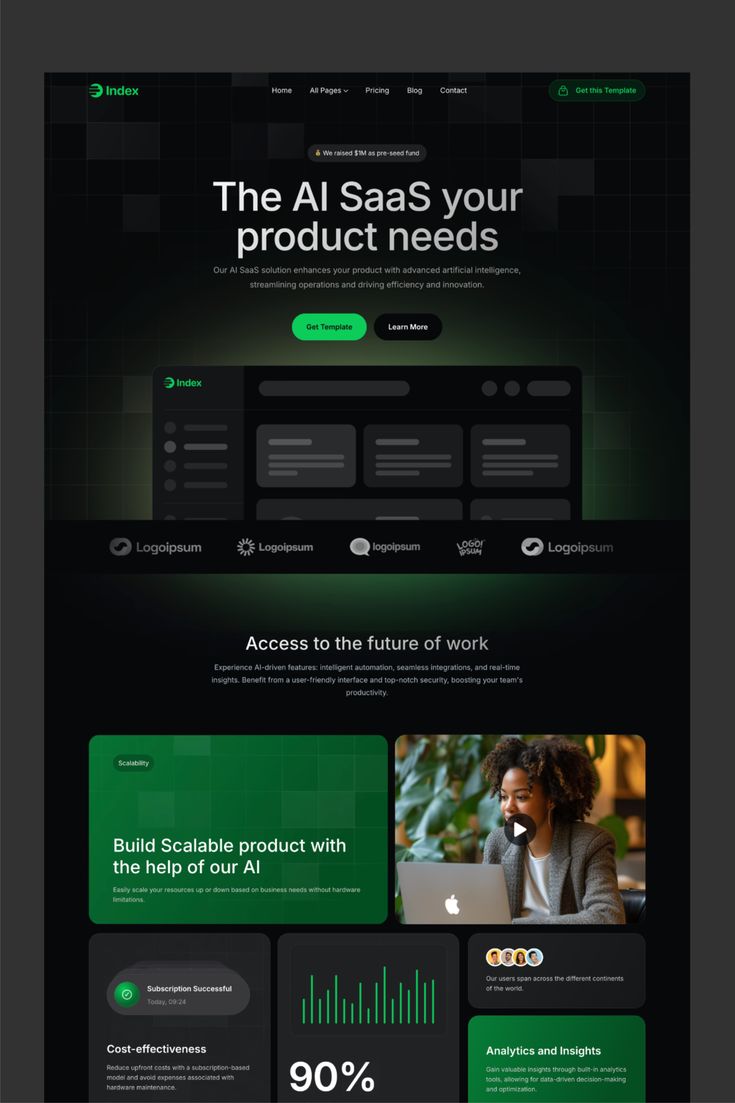 Index
Home
All Pages
Pricing
Blog
Contact
Get this Template
We raised $1M as pre-seed fund
The AI SaaS your
product needs
Our AI SaaS solution enhances your product with advanced artificial intelligence,
streamlining operations and driving efficiency and innovation.
Get Template
Learn More
Index
Logoipsum
Logoipsum
logoipsum
LOGO!
IPSUM
Logoipsum
Access to the future of work
Experience AI-driven features: intelligent automation, seamless integrations, and real-time
insights. Benefit from a user-friendly interface and top-notch security, boosting your team's
productivity.
Scalability
Build Scalable product with
the help of our AI
Easily scale your resources up or down based on business needs without hardware
limitations.
Subscription Successful
Today, 09:24
Cost-effectiveness
Reduce upfront costs with a subscription-based
model and avoid expenses associated with
hardware maintenance.
90%
Our users span across the different continents
of the world.
Analytics and Insights
Gain valuable insights through built-in analytics
tools, allowing for data-driven decision-making
and optimization.